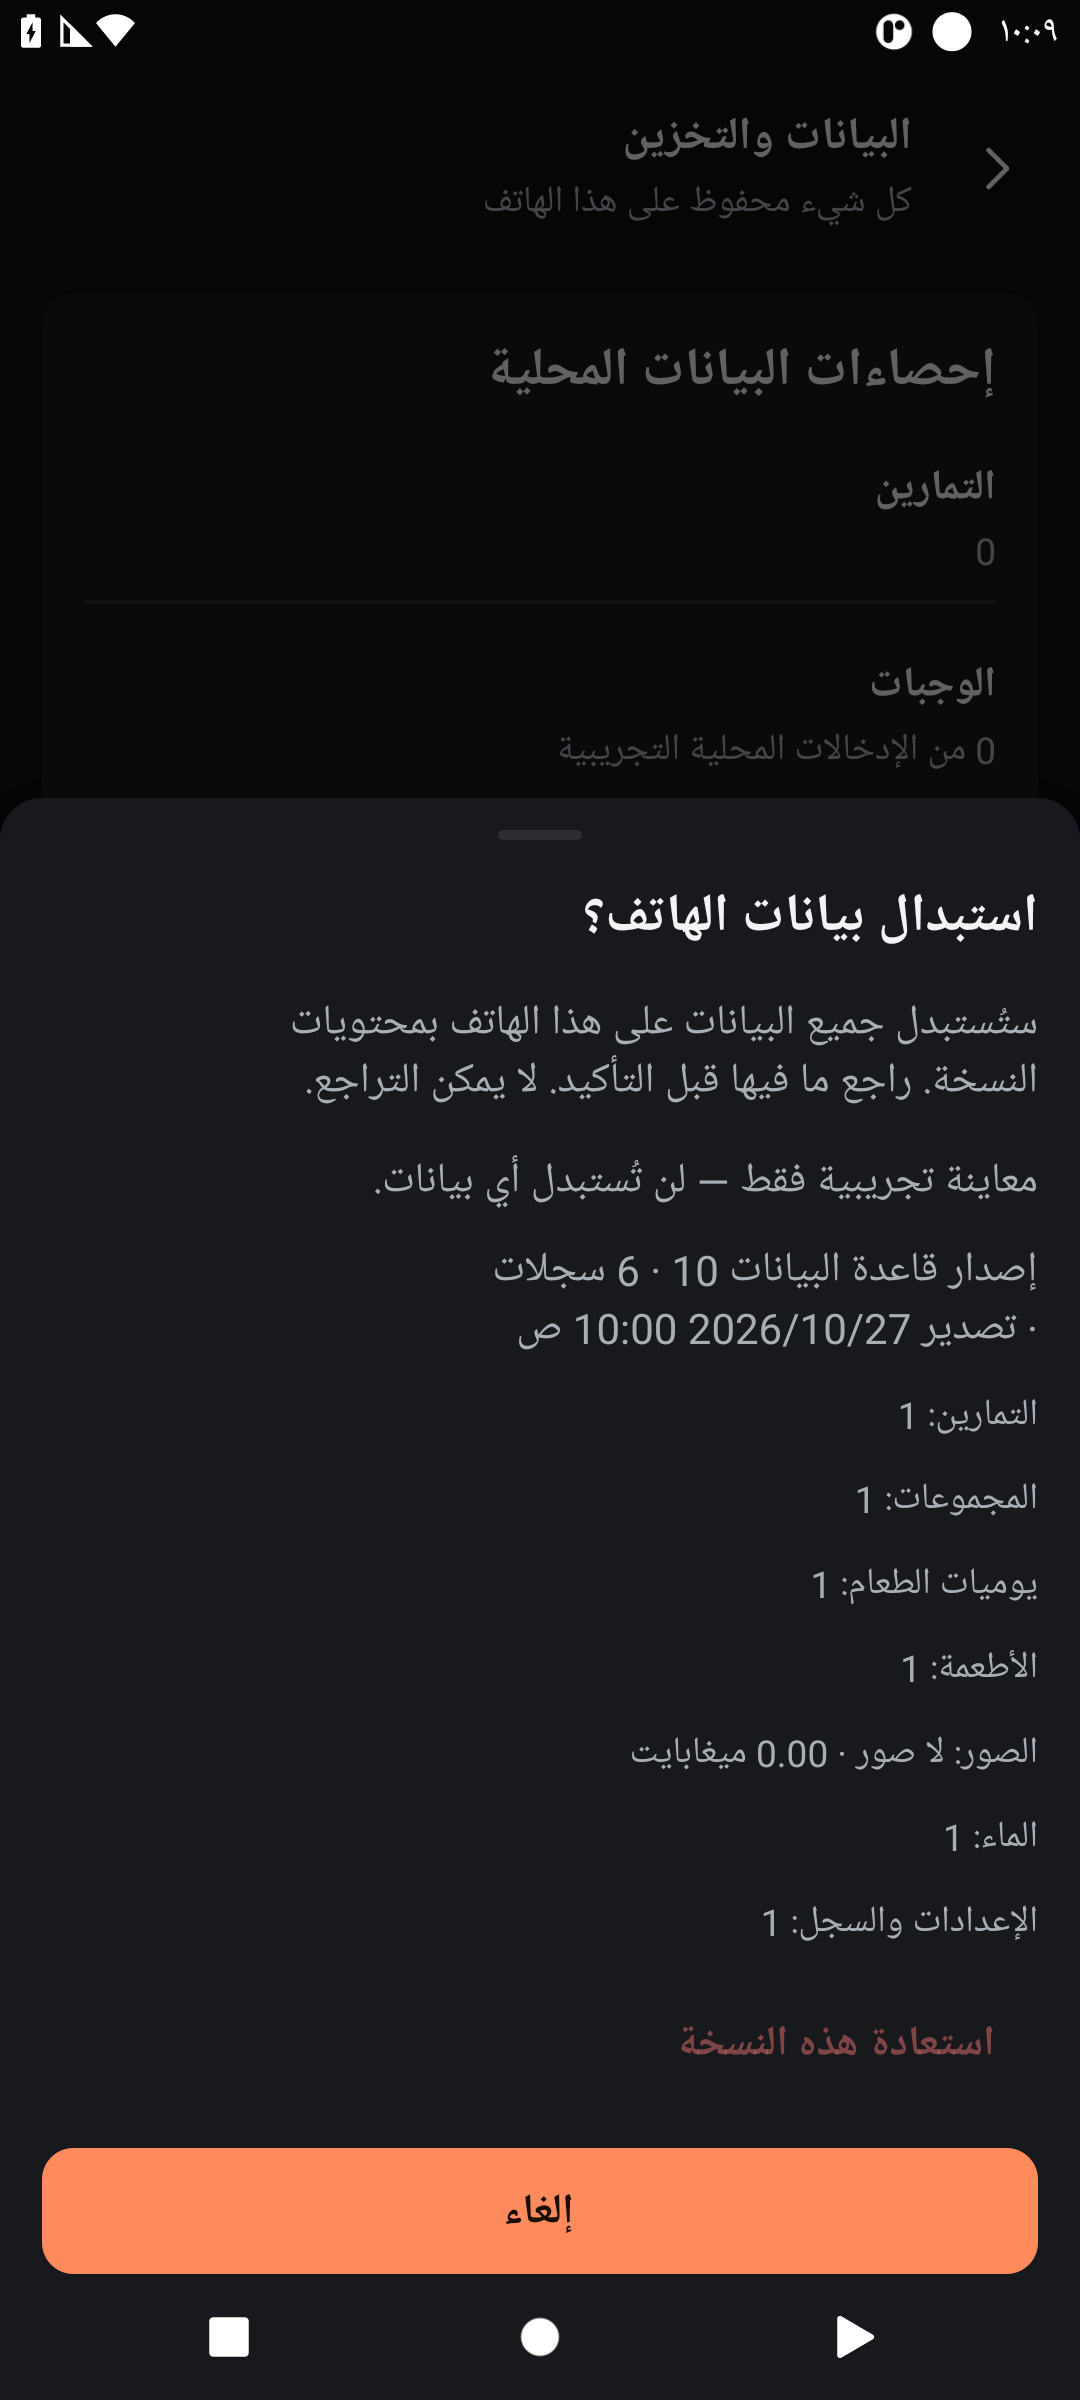 ١٠:٠٩
البيانات والتخزين
كل شيء محفوظ على هذا الهاتف
إحصاءات البيانات المحلية
التمارين
0
الوجبات
0 من الإدخالات المحلية التجريبية
استبدال بيانات الهاتف؟
ستُستبدل جميع البيانات على هذا الهاتف بمحتويات
النسخة. راجع ما فيها قبل التأكيد. لا يمكن التراجع.
معاينة تجريبية فقط — لن تُستبدل أي بيانات.
إصدار قاعدة البيانات 10 · 6 سجلات
· تصدير 2026/10/27 10:00 ص
التمارين: 1
المجموعات: 1
يوميات الطعام: 1
الأطعمة: 1
الصور: لا صور · 0.00 ميغابايت
الماء: 1
الإعدادات والسجل: 1
استعادة هذه النسخة
إلغاء